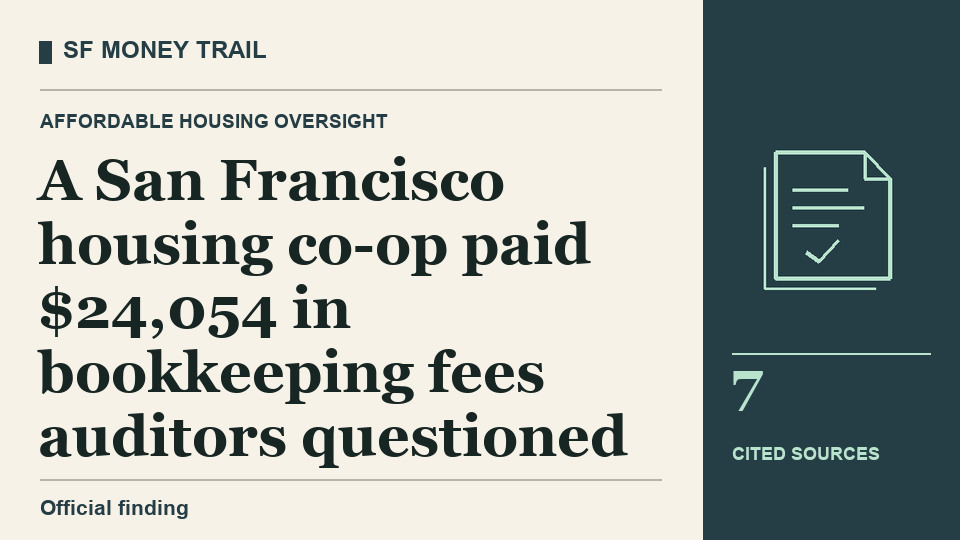 SF MONEY TRAIL
AFFORDABLE HOUSING OVERSIGHT
A San Francisco
housing co-op paid
$24,054 in
bookkeeping fees
auditors questioned
Official finding
7
CITED SOURCES